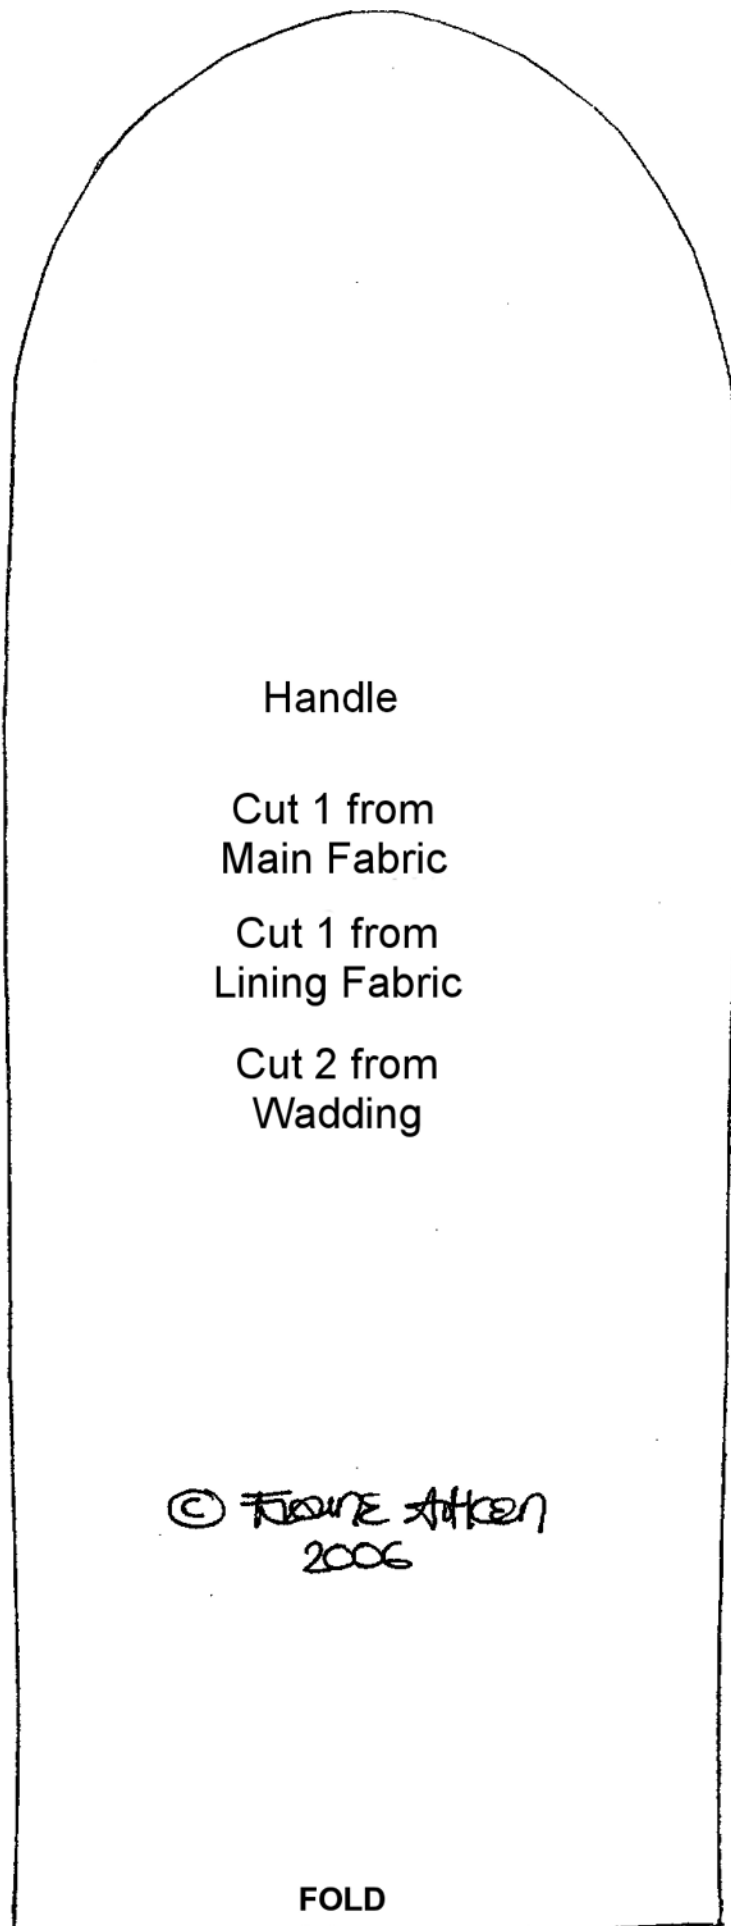 Handle
Cut 1 from
Main Fabric
Cut 1 from
Lining Fabric
Cut 2 from
Wadding
©
2006
FOLD